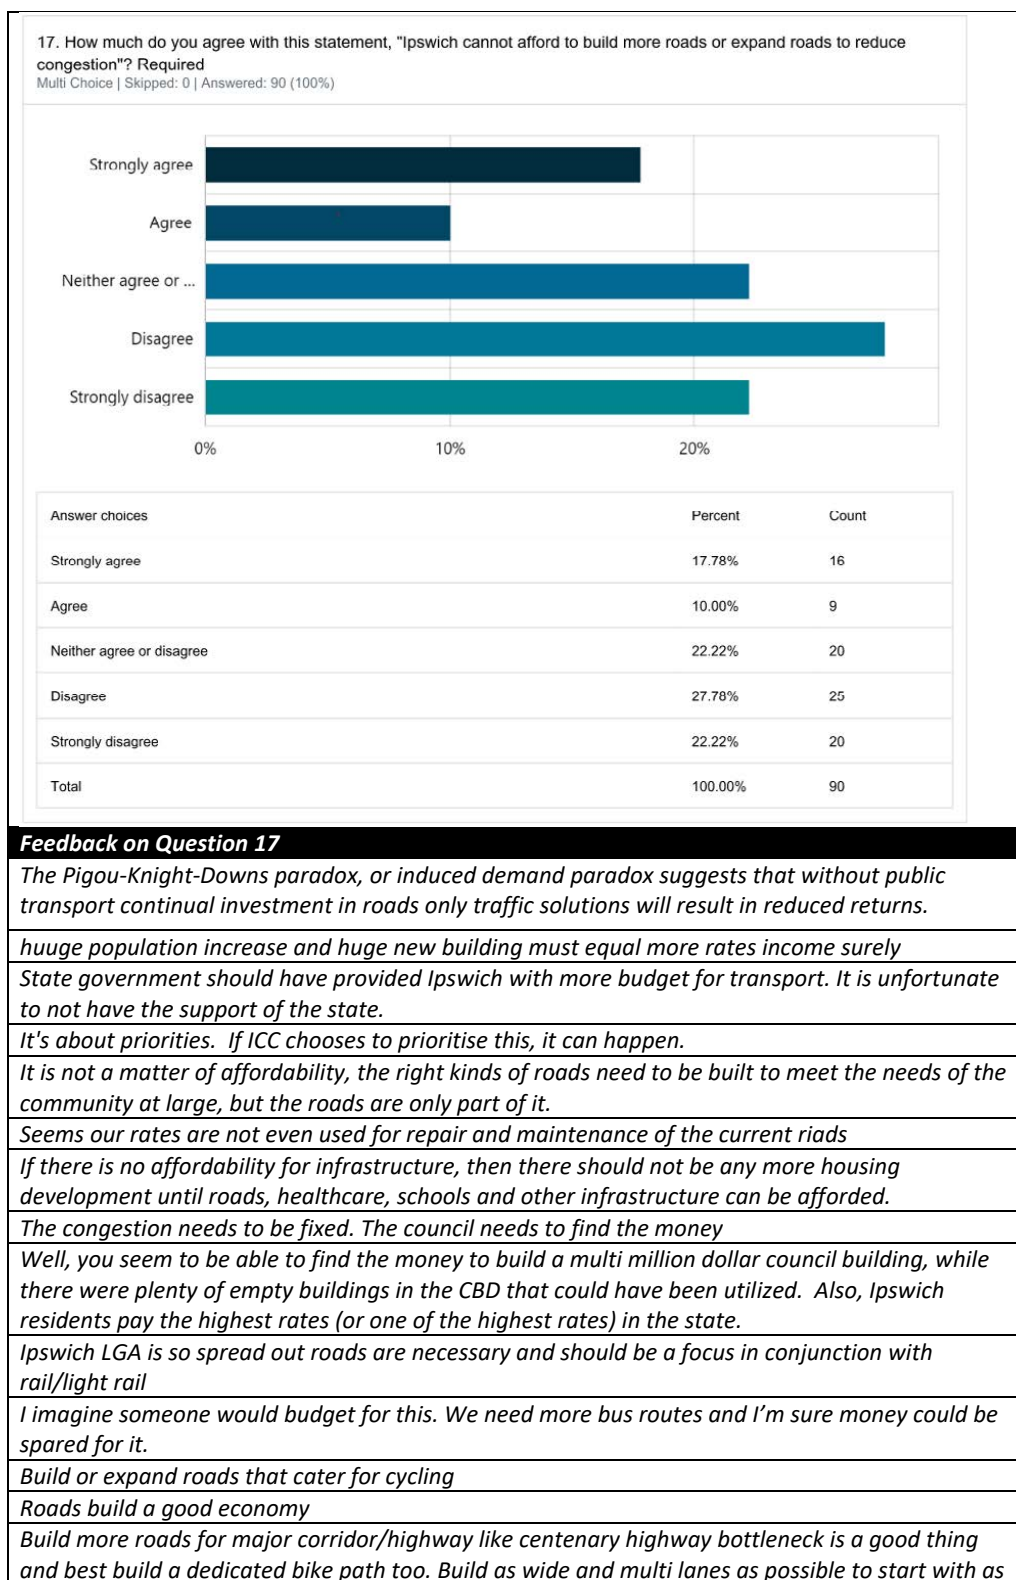 17. How much do you agree with this statement, "Ipswich cannot afford to build more roads or expand roads to reduce
congestion"? Required
Multi Choice | Skipped: 0 | Answered: 90 (100%)
Strongly agree
Agree
Neither agree or ...
Disagree
Strongly disagree
0% 10% 20%
Answer choices Percent Count
Strongly agree 17.78% 16
Agree 10.00% 9
Neither agree or disagree 22.22% 20
Disagree 27.78% 25
Strongly disagree 22.22% 20
Total 100.00% 90
Feedback on Question 17
The Pigou-Knight-Downs paradox, or induced demand paradox suggests that without public
transport continual investment in roads only traffic solutions will result in reduced returns.
huuge population increase and huge new building must equal more rates income surely
State government should have provided Ipswich with more budget for transport. It is unfortunate
to not have the support of the state.
It's about priorities.  If ICC chooses to prioritise this, it can happen.
It is not a matter of affordability, the right kinds of roads need to be built to meet the needs of the
community at large, but the roads are only part of it.
Seems our rates are not even used for repair and maintenance of the current riads
If there is no affordability for infrastructure, then there should not be any more housing
development until roads, healthcare, schools and other infrastructure can be afforded.
The congestion needs to be fixed. The council needs to find the money
Well, you seem to be able to find the money to build a multi million dollar council building, while
there were plenty of empty buildings in the CBD that could have been utilized.  Also, Ipswich
residents pay the highest rates (or one of the highest rates) in the state.
Ipswich LGA is so spread out roads are necessary and should be a focus in conjunction with
rail/light rail
I imagine someone would budget for this. We need more bus routes and I'm sure money could be
spared for it.
Build or expand roads that cater for cycling
Roads build a good economy
Build more roads for major corridor/highway like centenary highway bottleneck is a good thing
and best build a dedicated bike path too. Build as wide and multi lanes as possible to start with as